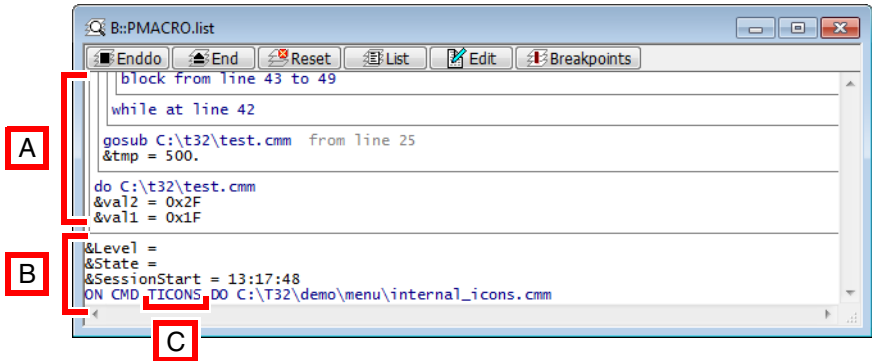 B::PMACRO.list
Enddo End Reset List Edit Breakpoints
block from line 43 to 49
while at line 42
gosub C:\t32\test.cmm from line 25
&tmp = 500.
do C:\t32\test.cmm
&val2 = 0x2F
&val1 = 0x1F
A
&Level =
&State =
&SessionStart = 13:17:48
ON CMD TICONS DO C:\T32\demo\menu\internal_icons.cmm
B
C